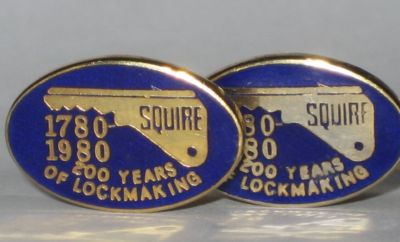 SQUIRE
1780
1980
200 YEARS
OF LOCKMAKING
SQUIRE
80
80
200 YEARS
LOCKMAKING